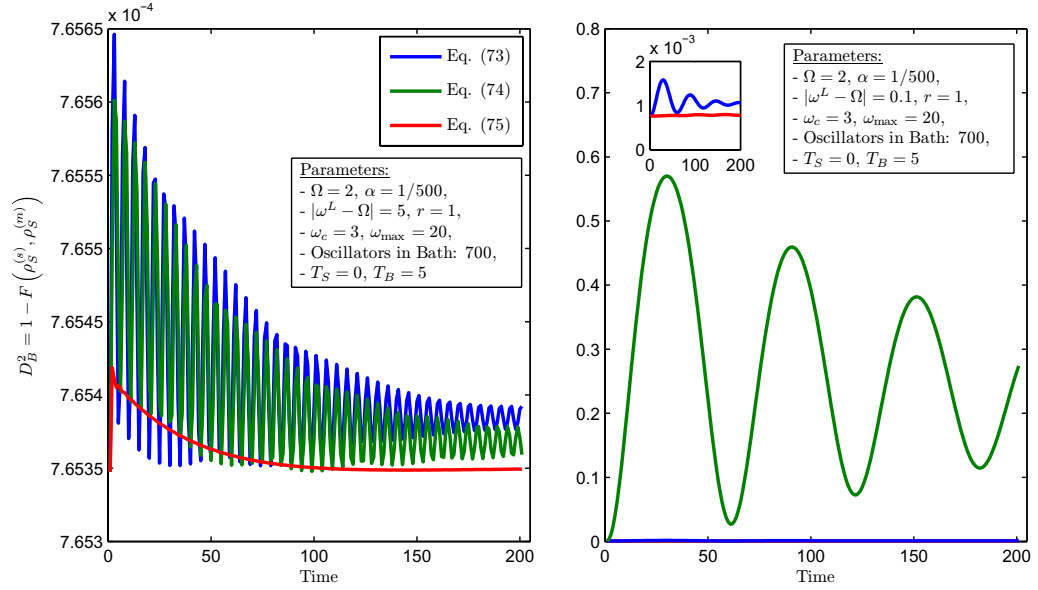 x 10⁻⁴
7.6565
7.656
7.6555
7.655
7.6545
7.654
7.6535
7.653
0
50
100
150
200
Time
D_B^2 = 1 − F (ρ_S^{(s)}, ρ_S^{(m)})
Eq. (73)
Eq. (74)
Eq. (75)
Parameters:
- Ω = 2, α = 1/500,
- |ω^L − Ω| = 5, r = 1,
- ω_c = 3, ω_max = 20,
- Oscillators in Bath: 700,
- T_S = 0, T_B = 5
0.8
0.7
0.6
0.5
0.4
0.3
0.2
0.1
0
0
50
100
150
200
Time
x 10⁻³
2
1
0
0
100
200
Parameters:
- Ω = 2, α = 1/500,
- |ω^L − Ω| = 0.1, r = 1,
- ω_c = 3, ω_max = 20,
- Oscillators in Bath: 700,
- T_S = 0, T_B = 5